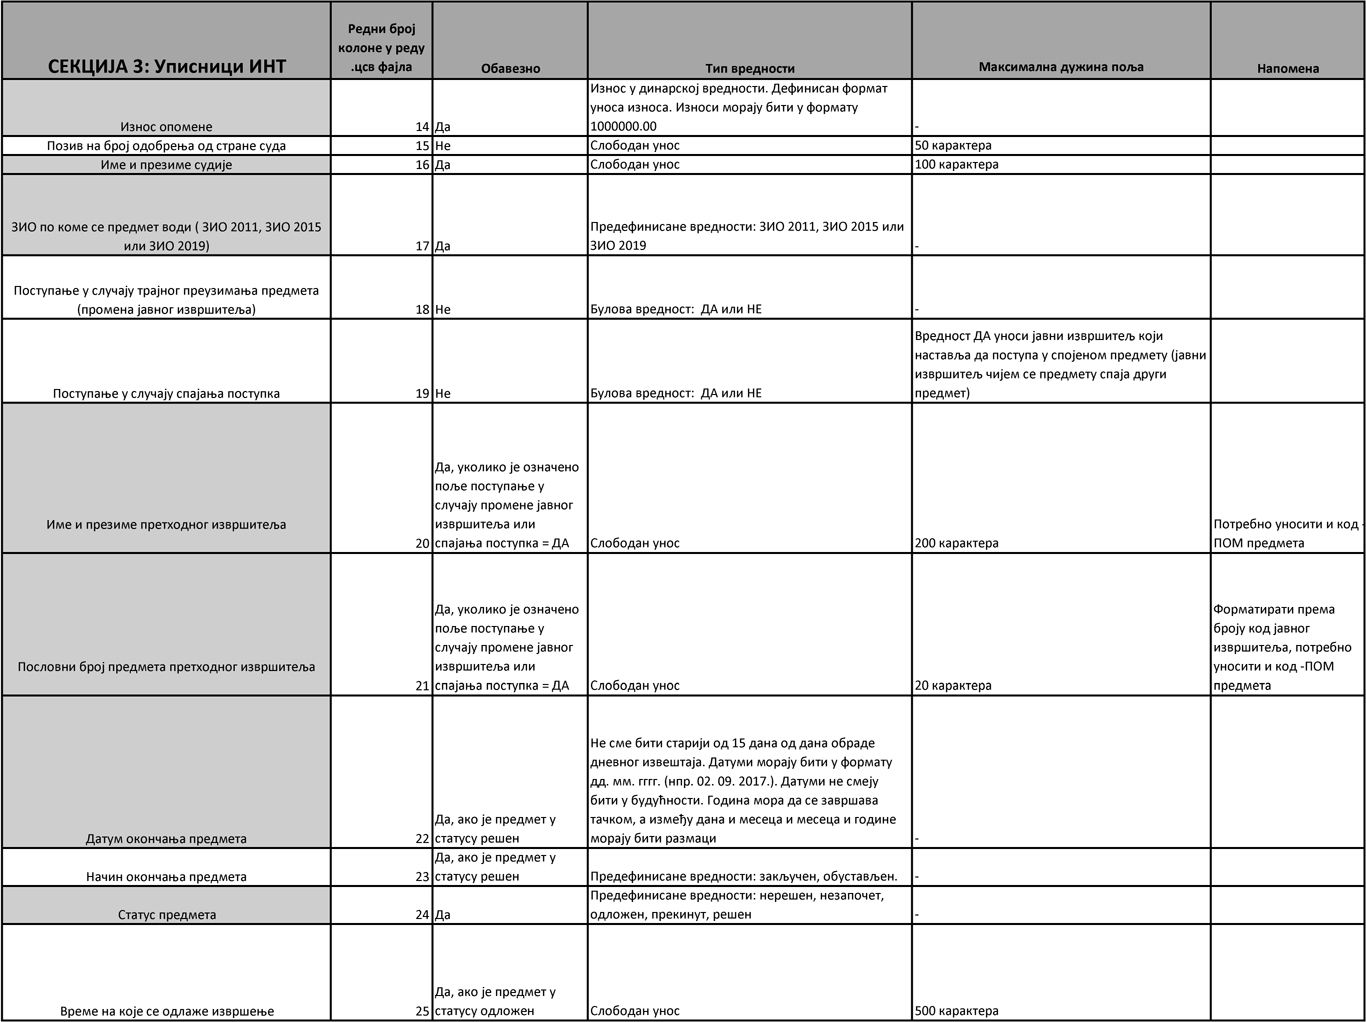 СЕКЦИЈА 3: Уписници ИНТ
Редни број
колоне у реду
.цсв фајла
Обавезно
Тип вредности
Максимална дужина поља
Напомена
Износ опомене
14
Да
Износ у динарској вредности. Дефинисан формат
уноса износа. Износи морају бити у формату
1000000.00
-
Позив на број одобрења од стране суда
15
Не
Слободан унос
50 карактера
Име и презиме судије
16
Да
Слободан унос
100 карактера
ЗИО по коме се предмет води ( ЗИО 2011, ЗИО 2015
или ЗИО 2019)
17
Да
Предефинисане вредности: ЗИО 2011, ЗИО 2015 или
ЗИО 2019
-
Поступање у случају трајног преузимања предмета
(промена јавног извршитеља)
18
Не
Булова вредност:  ДА или НЕ
-
Поступање у случају спајања поступка
19
Не
Булова вредност:  ДА или НЕ
Вредност ДА уноси јавни извршитељ који
наставља да поступа у спојеном предмету (јавни
извршитељ чијем се предмету спаја други
предмет)
Име и презиме претходног извршитеља
20
Да, уколико је означено
поље поступање у
случају промене јавног
извршитеља или
спајања поступка = ДА
Слободан унос
200 карактера
Потребно уносити и код -
ПОМ предмета
Пословни број предмета претходног извршитеља
21
Да, уколико је означено
поље поступање у
случају промене јавног
извршитеља или
спајања поступка = ДА
Слободан унос
20 карактера
Форматирати према
броју код јавног
извршитеља, потребно
уносити и код -ПОМ
предмета
Датум окончања предмета
22
Да, ако је предмет у
статусу решен
Не сме бити старији од 15 дана од дана обраде
дневног извештаја. Датуми морају бити у формату
дд. мм. гггг. (нпр. 02. 09. 2017.). Датуми не смеју
бити у будућности. Година мора да се завршава
тачком, а између дана и месеца и месеца и године
морају бити размаци
-
Начин окончања предмета
23
Да, ако је предмет у
статусу решен
Предефинисане вредности: закључен, обустављен.
-
Статус предмета
24
Да
Предефинисане вредности: нерешен, незапочет,
одложен, прекинут, решен
-
Време на које се одлаже извршење
25
Да, ако је предмет у
статусу одложен
Слободан унос
500 карактера